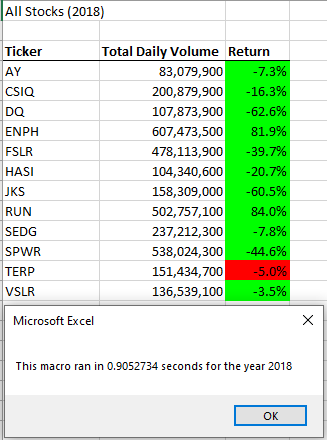 All Stocks (2018)
Ticker Total Daily Volume Return
AY 83,079,900 -7.3%
CSIQ 200,879,900 -16.3%
DQ 107,873,900 -62.6%
ENPH 607,473,500 81.9%
FSLR 478,113,900 -39.7%
HASI 104,340,600 -20.7%
JKS 158,309,000 -60.5%
RUN 502,757,100 84.0%
SEDG 237,212,300 -7.8%
SPWR 538,024,300 -44.6%
TERP 151,434,700 -5.0%
VSLR 136,539,100 -3.5%
Microsoft Excel
This macro ran in 0.9052734 seconds for the year 2018
OK